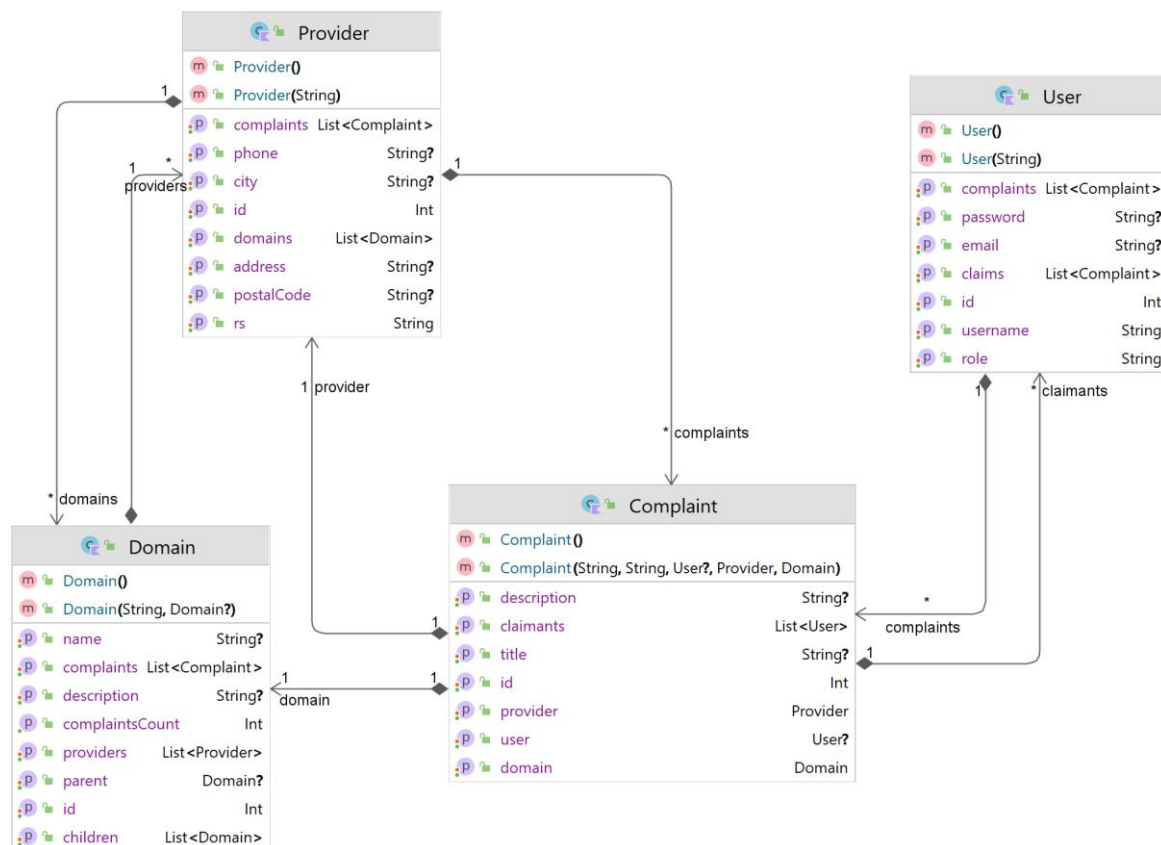 Provider
Provider()
Provider(String)
complaints List<Complaint>
phone String?
city String?
id Int
domains List<Domain>
address String?
postalCode String?
rs String
User
User()
User(String)
complaints List<Complaint>
password String?
email String?
claims List<Complaint>
id Int
username String
role String
1
1 *
providers
1
1 provider
1
* claimants
* complaints
* domains
Domain
Domain()
Domain(String, Domain?)
name String?
complaints List<Complaint>
description String?
complaintsCount Int
providers List<Provider>
parent Domain?
id Int
children List<Domain>
Complaint
Complaint()
Complaint(String, String, User?, Provider, Domain)
description String?
claimants List<User>
title String?
id Int
provider Provider
user User?
domain Domain
*
complaints
1
1
1 1
domain